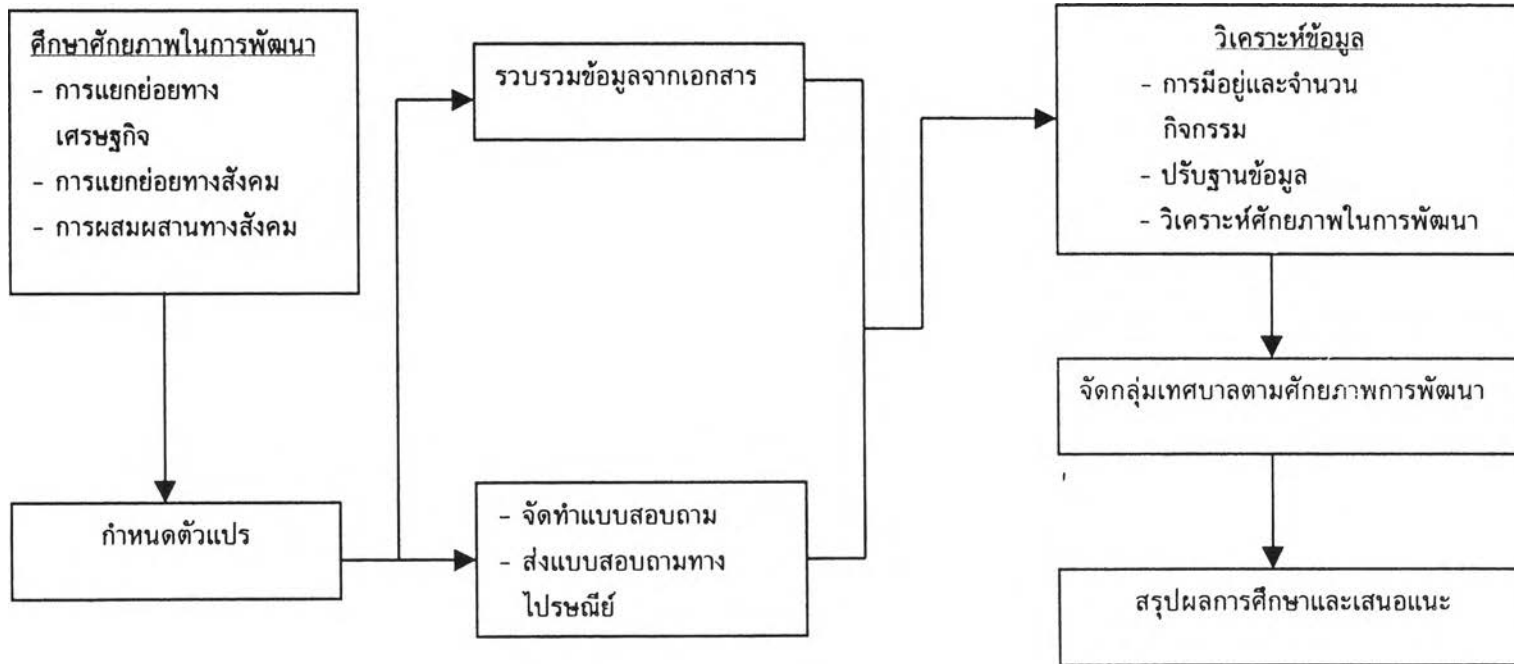 ศึกษาศักยภาพในการพัฒนา
- การแยกย่อยทาง
เศรษฐกิจ
- การแยกย่อยทางสังคม
- การผสมผสานทางสังคม
กำหนดตัวแปร
รวบรวมข้อมูลจากเอกสาร
- จัดทำแบบสอบถาม
- ส่งแบบสอบถามทาง
ไปรษณีย์
วิเคราะห์ข้อมูล
- การมีอยู่และจำนวน
กิจกรรม
- ปรับฐานข้อมูล
- วิเคราะห์ศักยภาพในการพัฒนา
จัดกลุ่มเทศบาลตามศักยภาพการพัฒนา
สรุปผลการศึกษาและเสนอแนะ